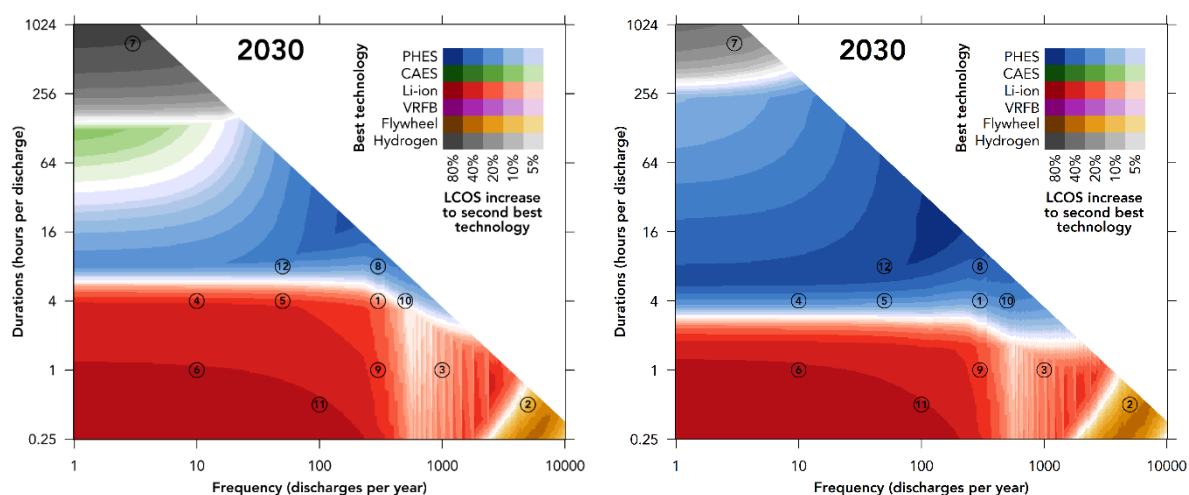 2030
Best technology
PHES
CAES
Li-ion
VRFB
Flywheel
Hydrogen
80%
40%
20%
10%
5%
LCOS increase
to second best
technology
Durations (hours per discharge)
1024
256
64
16
4
1
0.25
7
12
8
4
5
1
10
6
9
3
11
2
1
10
100
1000
10000
Frequency (discharges per year)
2030
Best technology
PHES
CAES
Li-ion
VRFB
Flywheel
Hydrogen
80%
40%
20%
10%
5%
LCOS increase
to second best
technology
Durations (hours per discharge)
1024
256
64
16
4
1
0.25
7
12
8
4
5
1
10
6
9
3
11
2
1
10
100
1000
10000
Frequency (discharges per year)